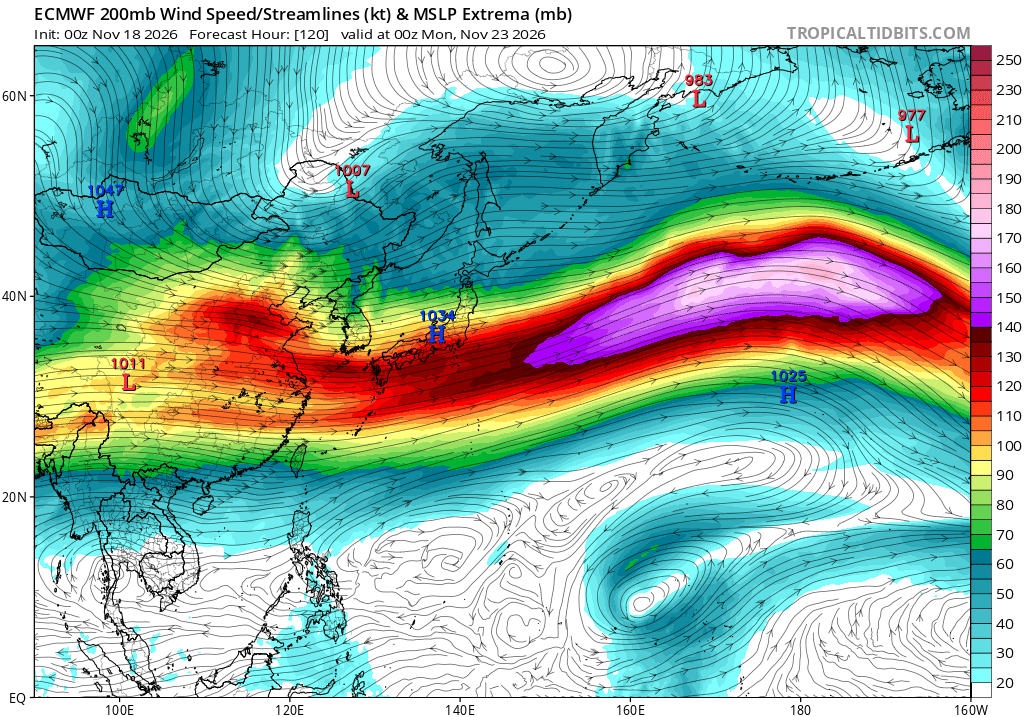 ECMWF 200mb Wind Speed/Streamlines (kt) & MSLP Extrema (mb)
Init: 00z Nov 18 2026 Forecast Hour: [120] valid at 00z Mon, Nov 23 2026
TROPICALTIDBITS.COM
250
230
220
210
200
190
180
170
160
150
140
130
120
110
100
90
80
70
60
50
40
30
20
60N
40N
20N
EQ
983
L
977
L
1007
L
1047
H
1034
H
1011
L
1025
H
100E
120E
140E
160E
180
160W